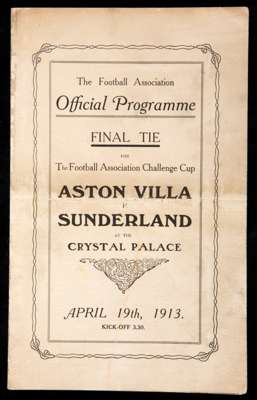 The Football Association
Official Programme
FINAL TIE
FOR
The Football Association Challenge Cup
ASTON VILLA
V
SUNDERLAND
AT THE
CRYSTAL PALACE
APRIL 19th, 1913.
KICK-OFF 3.30.